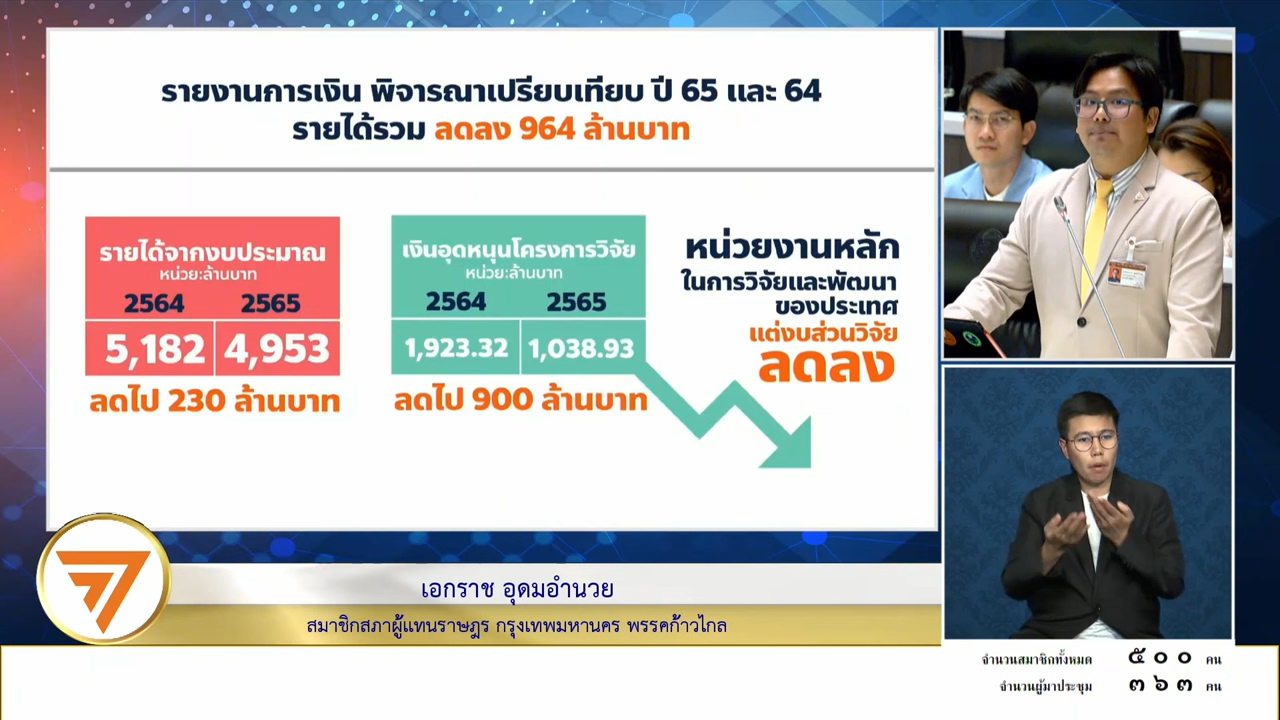 รายงานการเงิน พิจารณาเปรียบเทียบ ปี 65 และ 64
รายได้รวม ลดลง 964 ล้านบาท
รายได้จากงบประมาณ
หน่วย:ล้านบาท
2564 2565
5,182 4,953
ลดไป 230 ล้านบาท
เงินอุดหนุนโครงการวิจัย
หน่วย:ล้านบาท
2564 2565
1,923.32 1,038.93
ลดไป 900 ล้านบาท
หน่วยงานหลัก
ในการวิจัยและพัฒนา
ของประเทศ
แต่งบส่วนวิจัย
ลดลง
เอกราช อุดมอำนวย
สมาชิกสภาผู้แทนราษฎร กรุงเทพมหานคร พรรคก้าวไกล
จำนวนสมาชิกทั้งหมด ๕๐๐ คน
จำนวนผู้มาประชุม ๓๖๓ คน